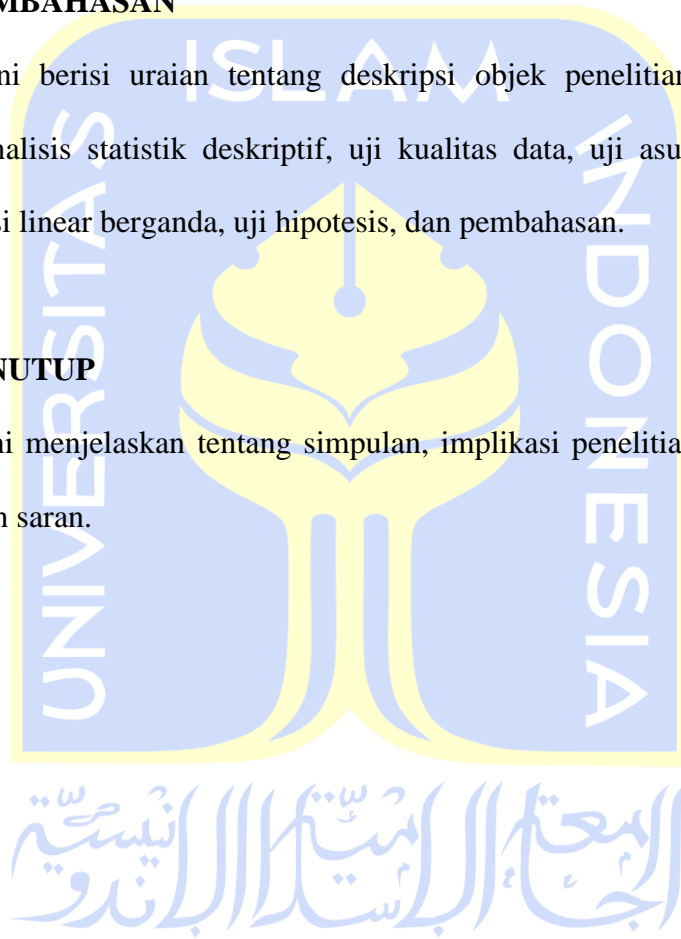 MBAHASAN
ni berisi uraian tentang deskripsi objek penelitian
nalisis statistik deskriptif, uji kualitas data, uji asu
si linear berganda, uji hipotesis, dan pembahasan.
NUTUP
ni menjelaskan tentang simpulan, implikasi penelitia
n saran.
UNIVERSITAS
ISLAM
INDONESIA